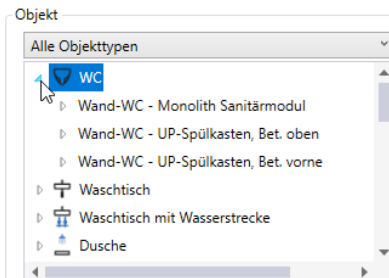 Objekt
Alle Objekttypen
WC
Wand-WC - Monolith Sanitärmodul
Wand-WC - UP-Spülkasten, Bet. oben
Wand-WC - UP-Spülkasten, Bet. vorne
Waschtisch
Waschtisch mit Wasserstrecke
Dusche